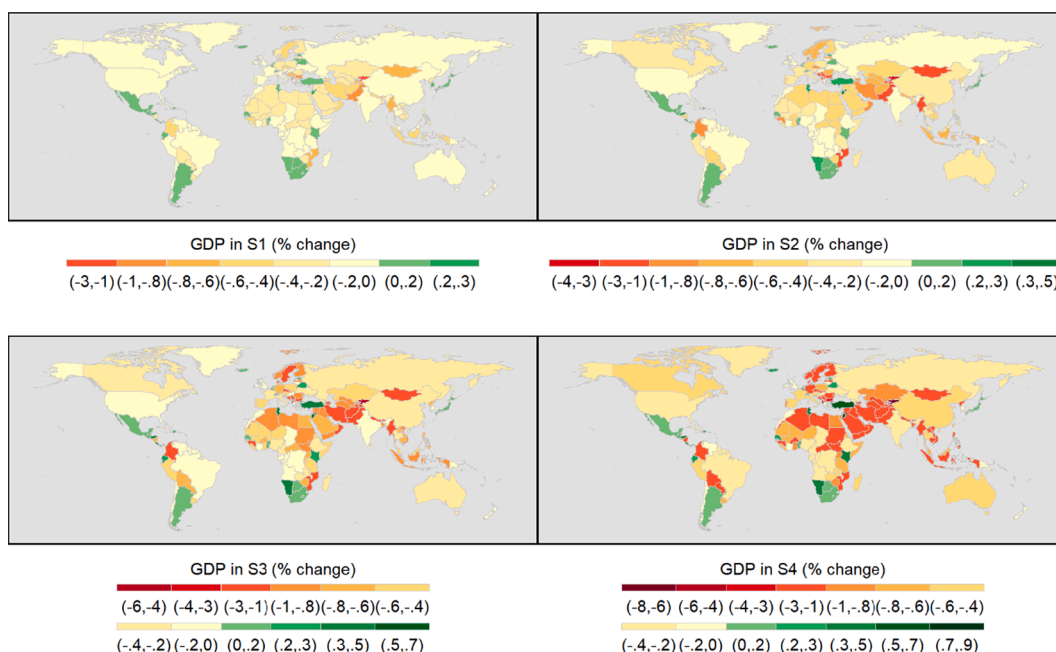 GDP in S1 (% change)
(-3,-1) (-1,-.8) (-.8,-.6) (-.6,-.4) (-.4,-.2) (-.2,0) (0,.2) (.2,.3)
GDP in S2 (% change)
(-4,-3) (-3,-1) (-1,-.8) (-.8,-.6) (-.6,-.4) (-.4,-.2) (-.2,0) (0,.2) (.2,.3) (.3,.5)
GDP in S3 (% change)
(-6,-4) (-4,-3) (-3,-1) (-1,-.8) (-.8,-.6) (-.6,-.4)
(-.4,-.2) (-.2,0) (0,.2) (.2,.3) (.3,.5) (.5,.7)
GDP in S4 (% change)
(-8,-6) (-6,-4) (-4,-3) (-3,-1) (-1,-.8) (-.8,-.6) (-.6,-.4)
(-.4,-.2) (-.2,0) (0,.2) (.2,.3) (.3,.5) (.5,.7) (.7,.9)